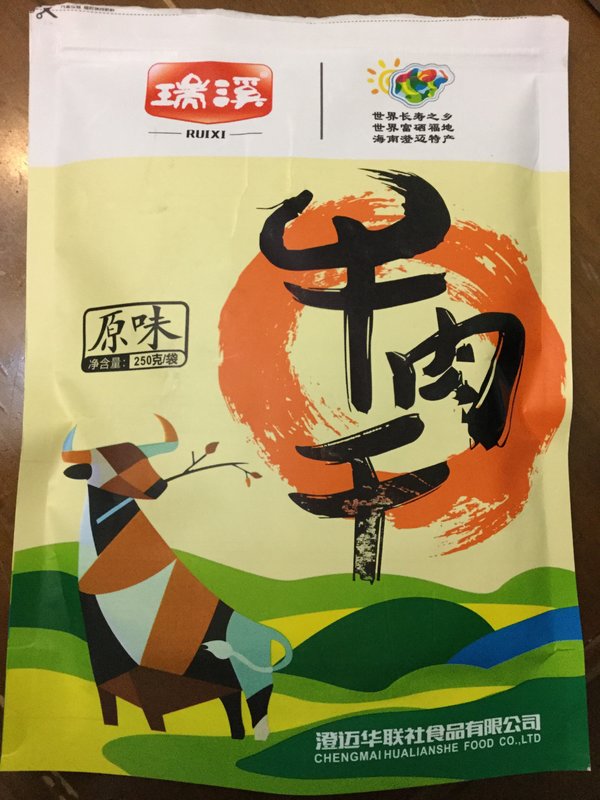 瑞溪
RUIXI
世界长寿之乡
世界富硒福地
海南澄迈特产
牛肉干
原味
净含量：250克/袋
澄迈华联社食品有限公司
CHENGMAIHUALIANSHE FOOD CO.,LTD